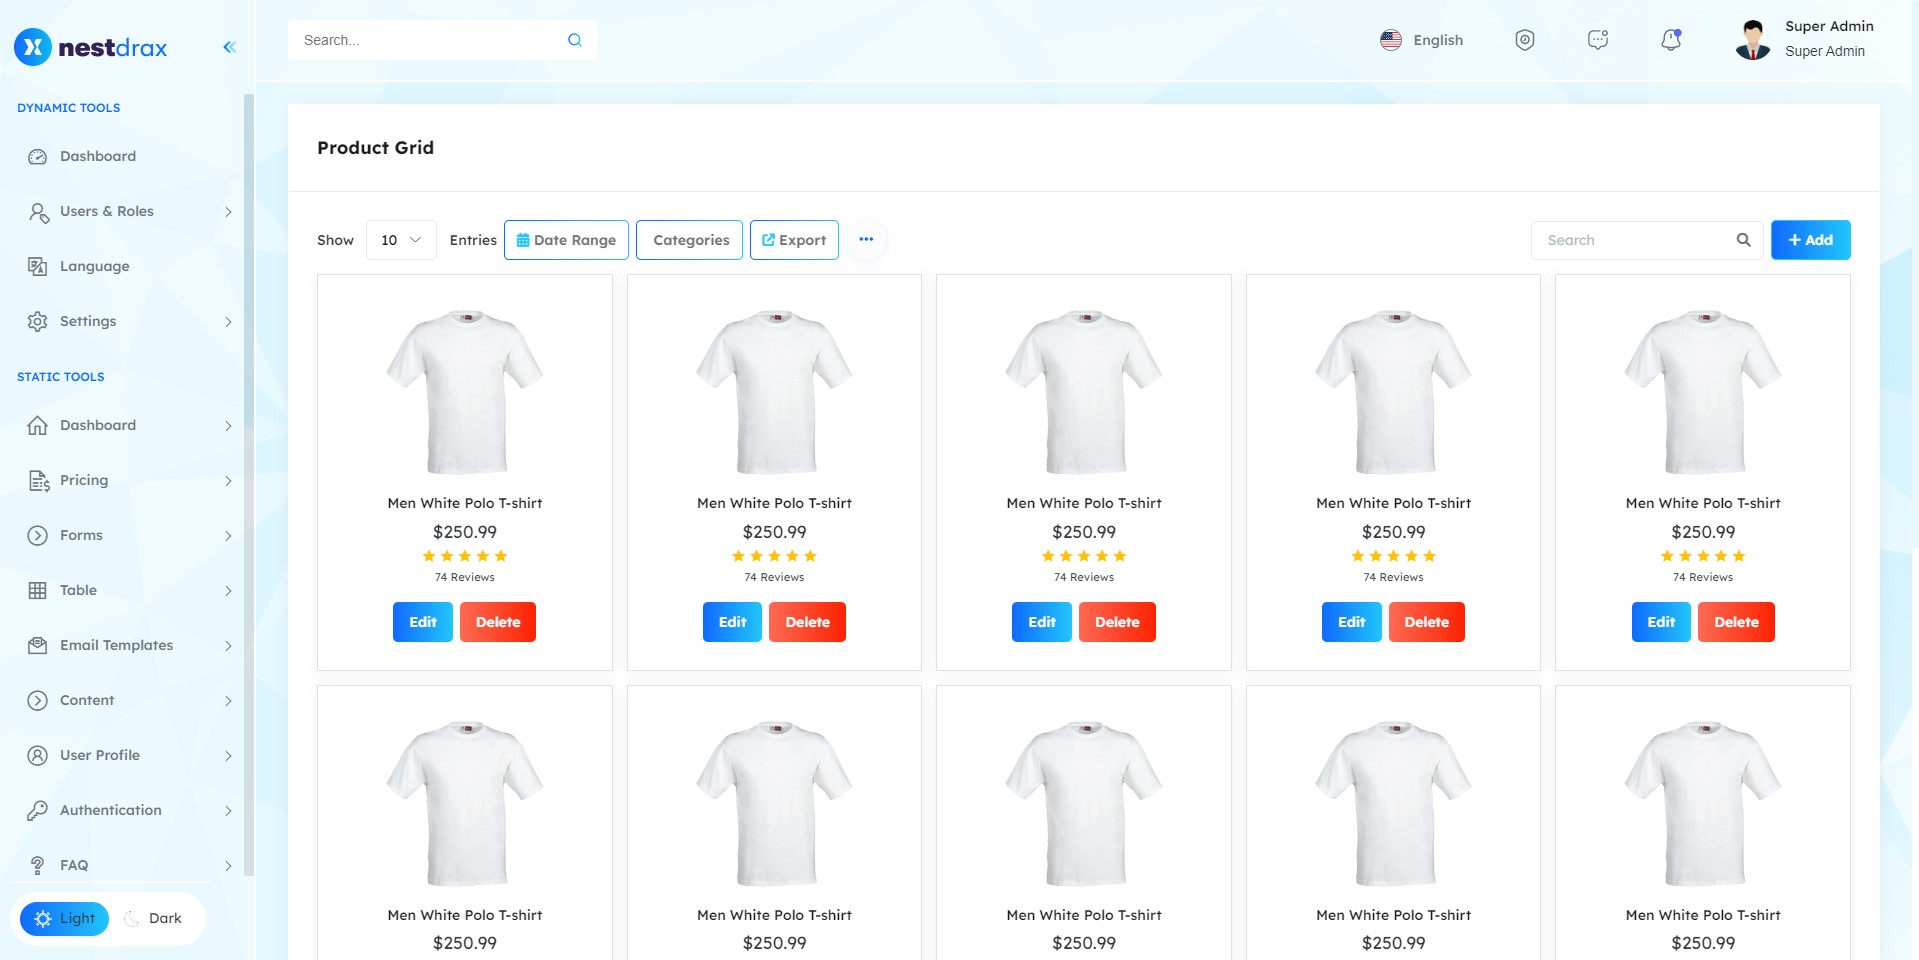 nestdrax
Search...
English
Super Admin
Super Admin
DYNAMIC TOOLS
Dashboard
Users & Roles
Language
Settings
STATIC TOOLS
Dashboard
Pricing
Forms
Table
Email Templates
Content
User Profile
Authentication
FAQ
Light Dark
Product Grid
Show 10 Entries Date Range Categories Export Search + Add
Men White Polo T-shirt Men White Polo T-shirt Men White Polo T-shirt Men White Polo T-shirt Men White Polo T-shirt
$250.99 $250.99 $250.99 $250.99 $250.99
74 Reviews 74 Reviews 74 Reviews 74 Reviews 74 Reviews
Edit Delete Edit Delete Edit Delete Edit Delete Edit Delete
Men White Polo T-shirt Men White Polo T-shirt Men White Polo T-shirt Men White Polo T-shirt Men White Polo T-shirt
$250.99 $250.99 $250.99 $250.99 $250.99